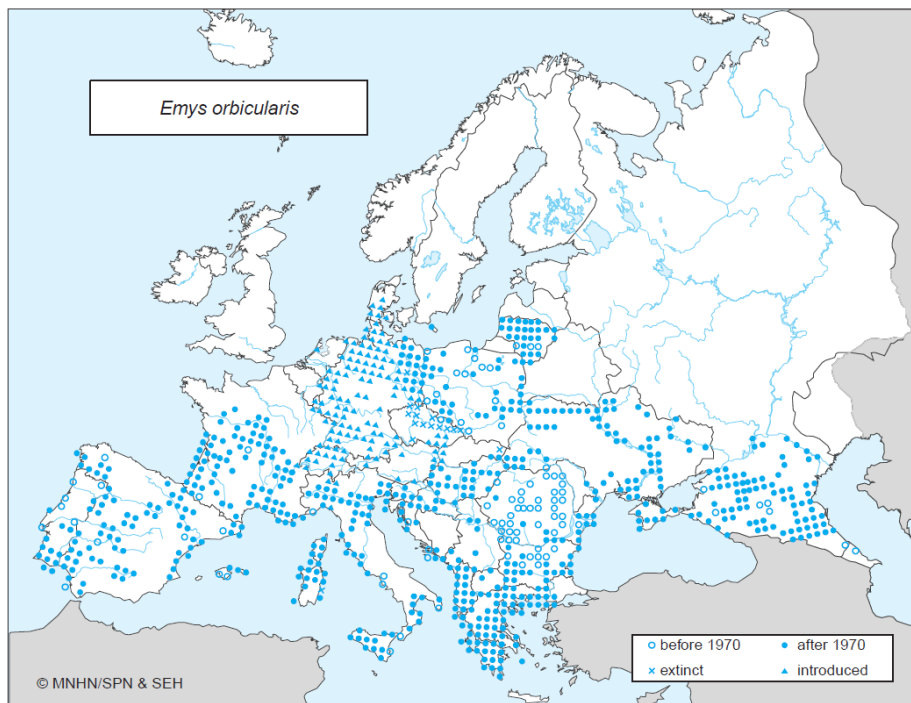 Emys orbicularis
before 1970
after 1970
extinct
introduced
© MNHN/SPN & SEH